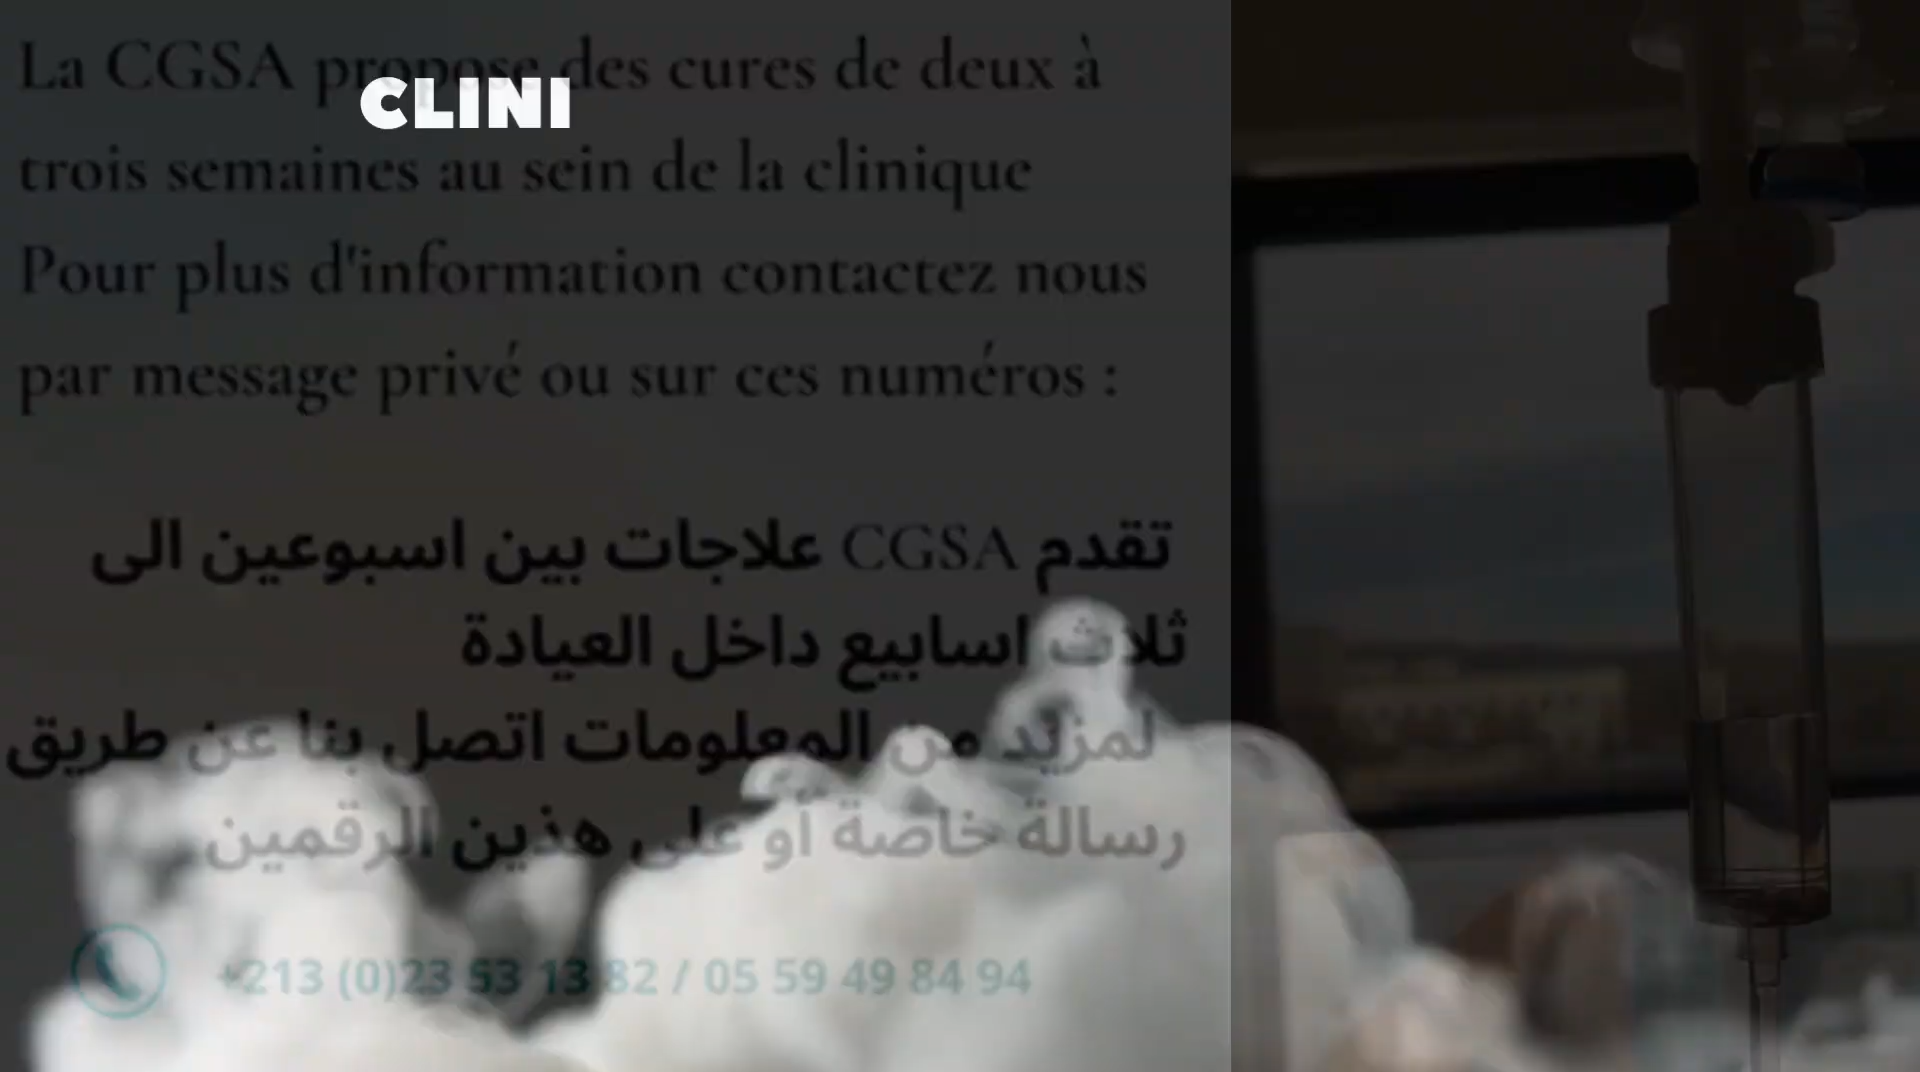 La CGSA propose des cures de deux à
CLINI
trois semaines au sein de la clinique
Pour plus d'information contactez nous
par message privé ou sur ces numéros :
تقدم CGSA علاجات بين اسبوعين الى
ثلاث اسابيع داخل العيادة
لمزيد من المعلومات اتصل بنا عن طريق
رسالة خاصة أو على هذين الرقمين
+213 (0)23 53 13 82 / 05 59 49 84 94